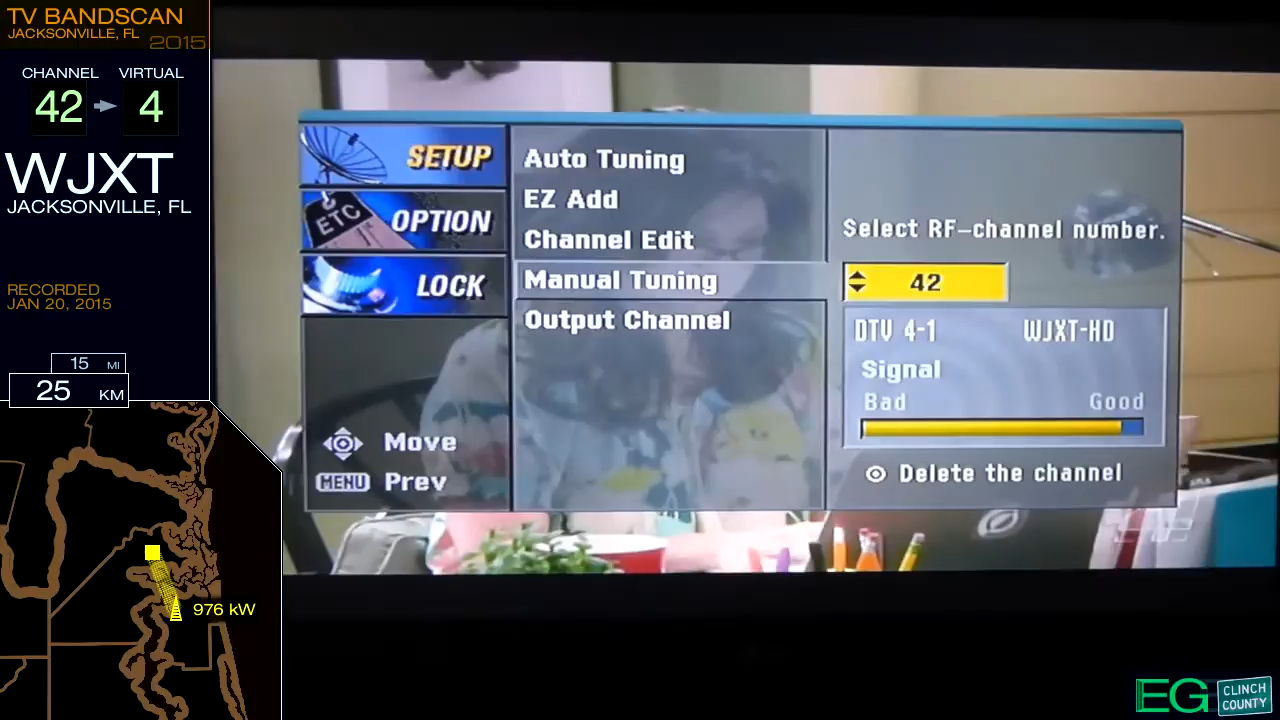 TV BANDSCAN
JACKSONVILLE, FL
2015
CHANNEL VIRTUAL
42 4
WJXT
JACKSONVILLE, FL
RECORDED
JAN 20, 2015
15 MI
25 KM
976 kW
SETUP
ETC OPTION
LOCK
Move
MENU Prev
Auto Tuning
EZ Add
Channel Edit
Manual Tuning
Output Channel
Select RF-channel number.
42
DTV 4-1 WJXT-HD
Signal
Bad Good
Delete the channel
EG CLINCH
COUNTY